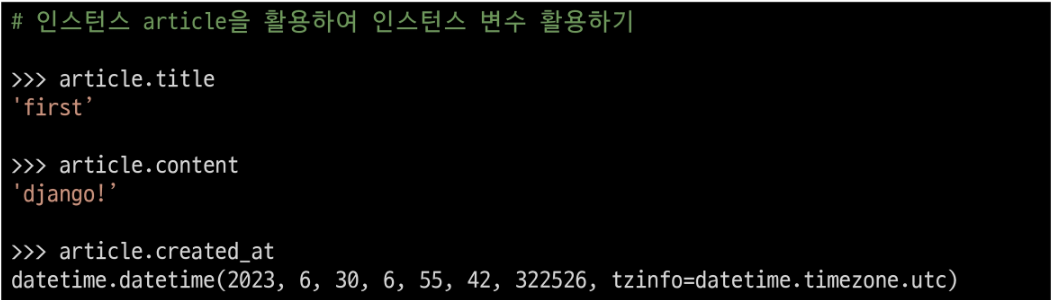 # 인스턴스 article을 활용하여 인스턴스 변수 활용하기
>>> article.title
'first’
>>> article.content
'django!’
>>> article.created_at
datetime.datetime(2023, 6, 30, 6, 55, 42, 322526, tzinfo=datetime.timezone.utc)